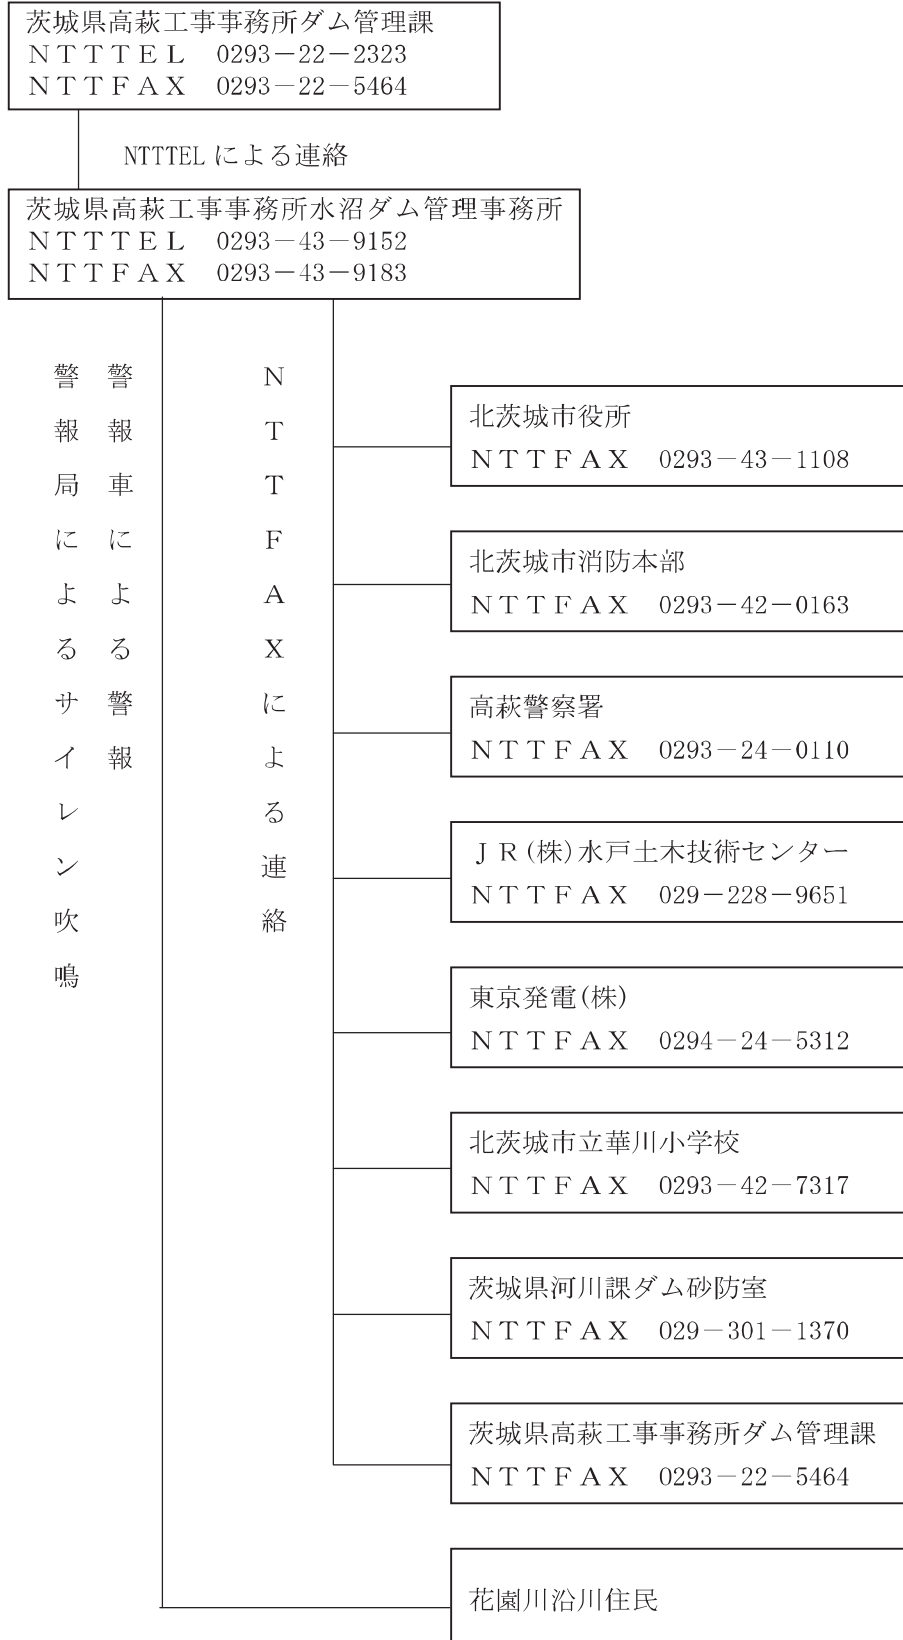 茨城県高萩工事事務所ダム管理課
ＮＴＴＴＥＬ　0293－22－2323
ＮＴＴＦＡＸ　0293－22－5464
NTTTEL による連絡
茨城県高萩工事事務所水沼ダム管理事務所
ＮＴＴＴＥＬ　0293－43－9152
ＮＴＴＦＡＸ　0293－43－9183
警報車による警報
警報局によるサイレン吹鳴
ＮＴＴＦＡＸによる連絡
北茨城市役所
ＮＴＴＦＡＸ　0293－43－1108
北茨城市消防本部
ＮＴＴＦＡＸ　0293－42－0163
高萩警察署
ＮＴＴＦＡＸ　0293－24－0110
ＪＲ(株)水戸土木技術センター
ＮＴＴＦＡＸ　029－228－9651
東京発電(株)
ＮＴＴＦＡＸ　0294－24－5312
北茨城市立華川小学校
ＮＴＴＦＡＸ　0293－42－7317
茨城県河川課ダム砂防室
ＮＴＴＦＡＸ　029－301－1370
茨城県高萩工事事務所ダム管理課
ＮＴＴＦＡＸ　0293－22－5464
花園川沿川住民